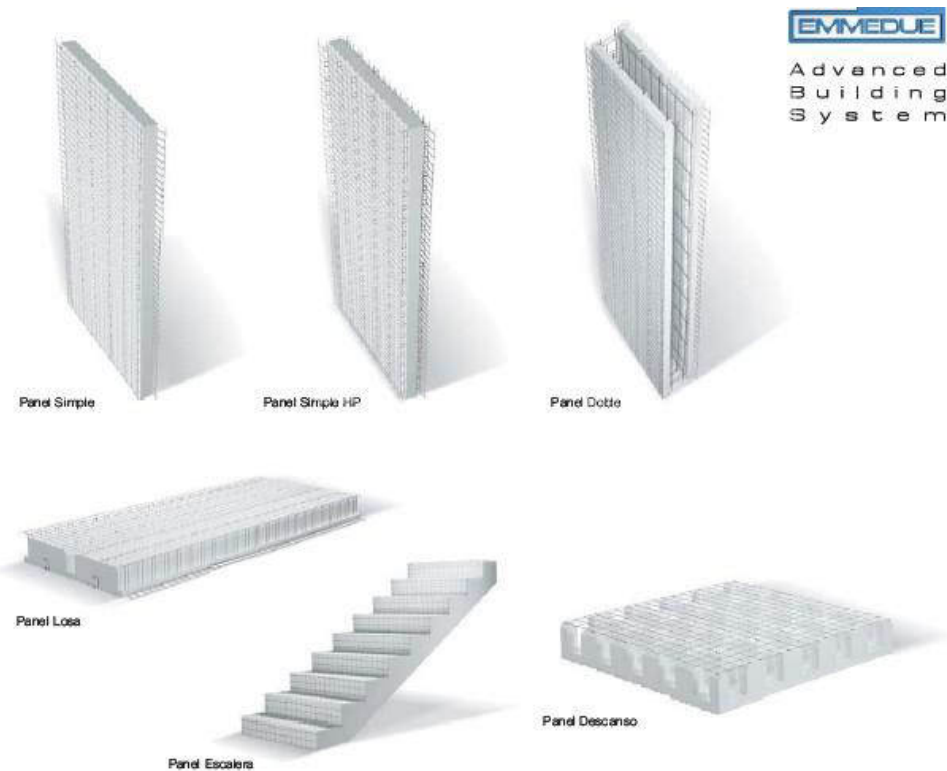 EMMEDUE
Advanced
Building
System
Panel Simple
Panel Simple HP
Panel Doble
Panel Losa
Panel Escalera
Panel Descanso